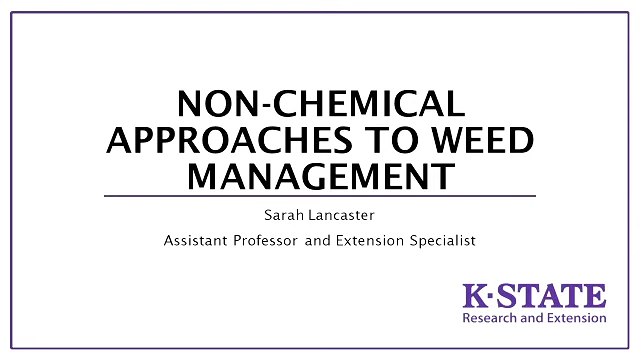 NON-CHEMICAL
APPROACHES TO WEED
MANAGEMENT
Sarah Lancaster
Assistant Professor and Extension Specialist
K·STATE
Research and Extension